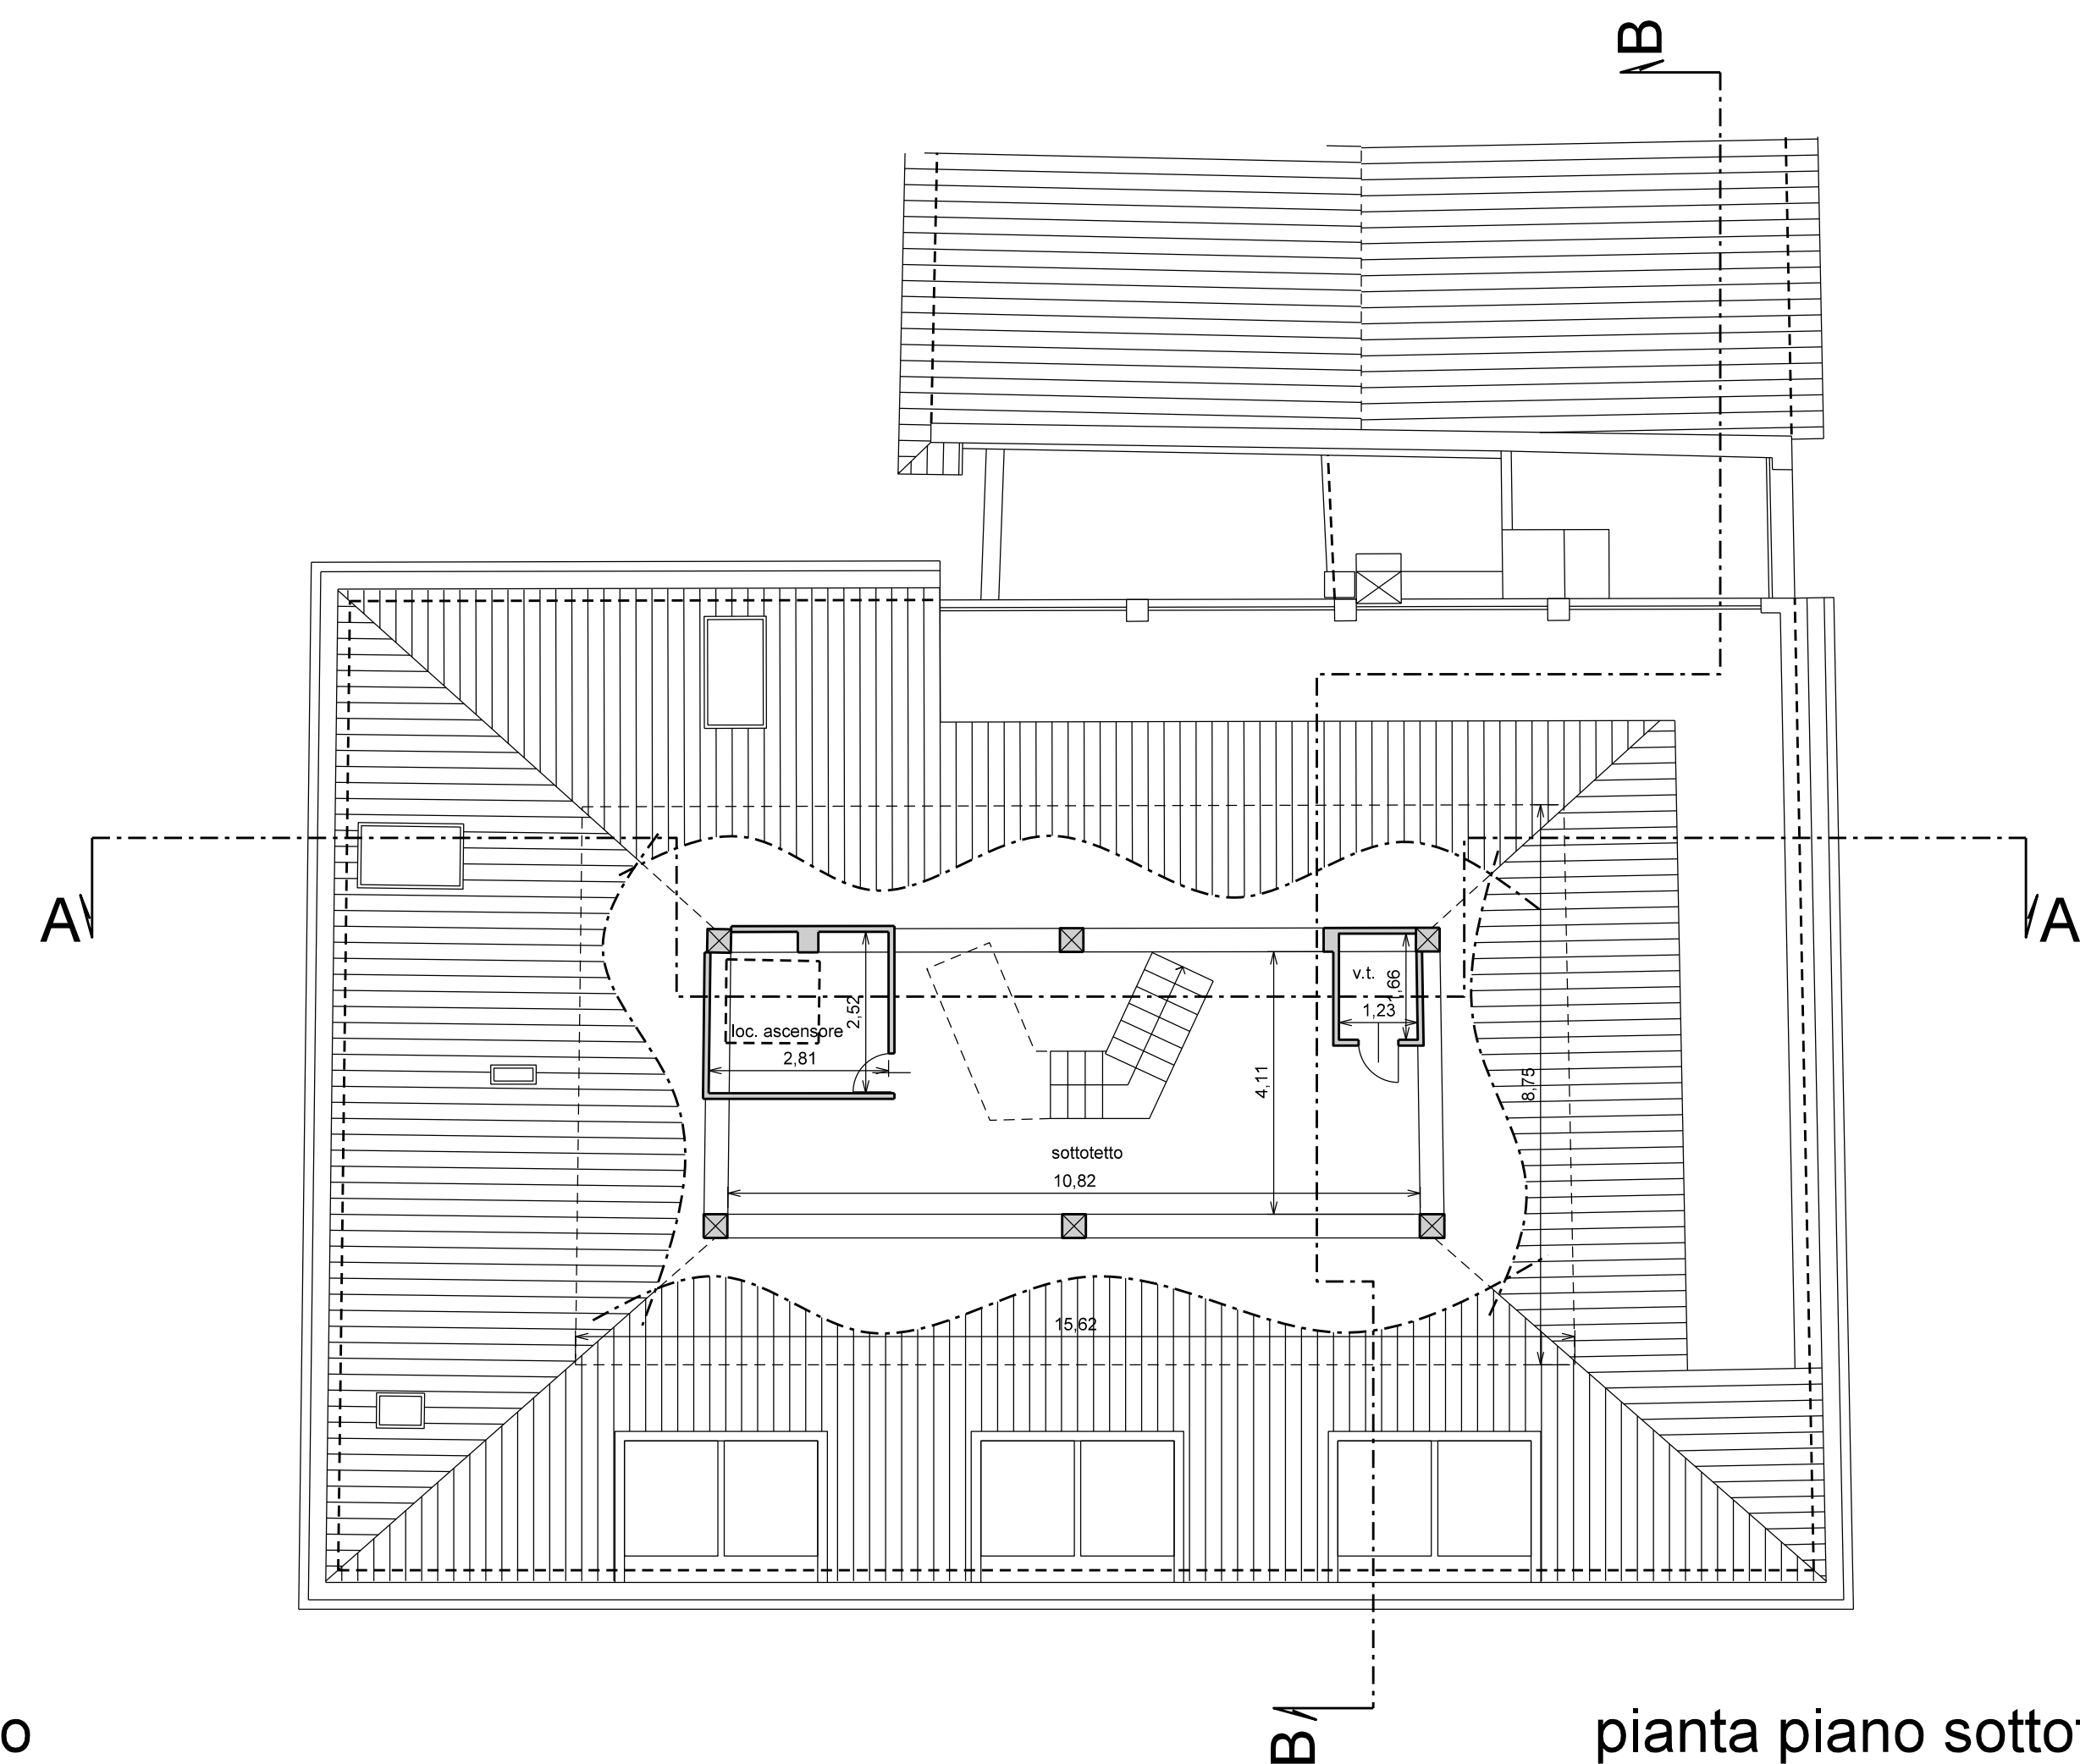 B
A
A
v.t.
1,66
1,23
2,52
loc. ascensore
2,81
4,11
8,75
sottotetto
10,82
15,62
o
pianta piano sottot
B